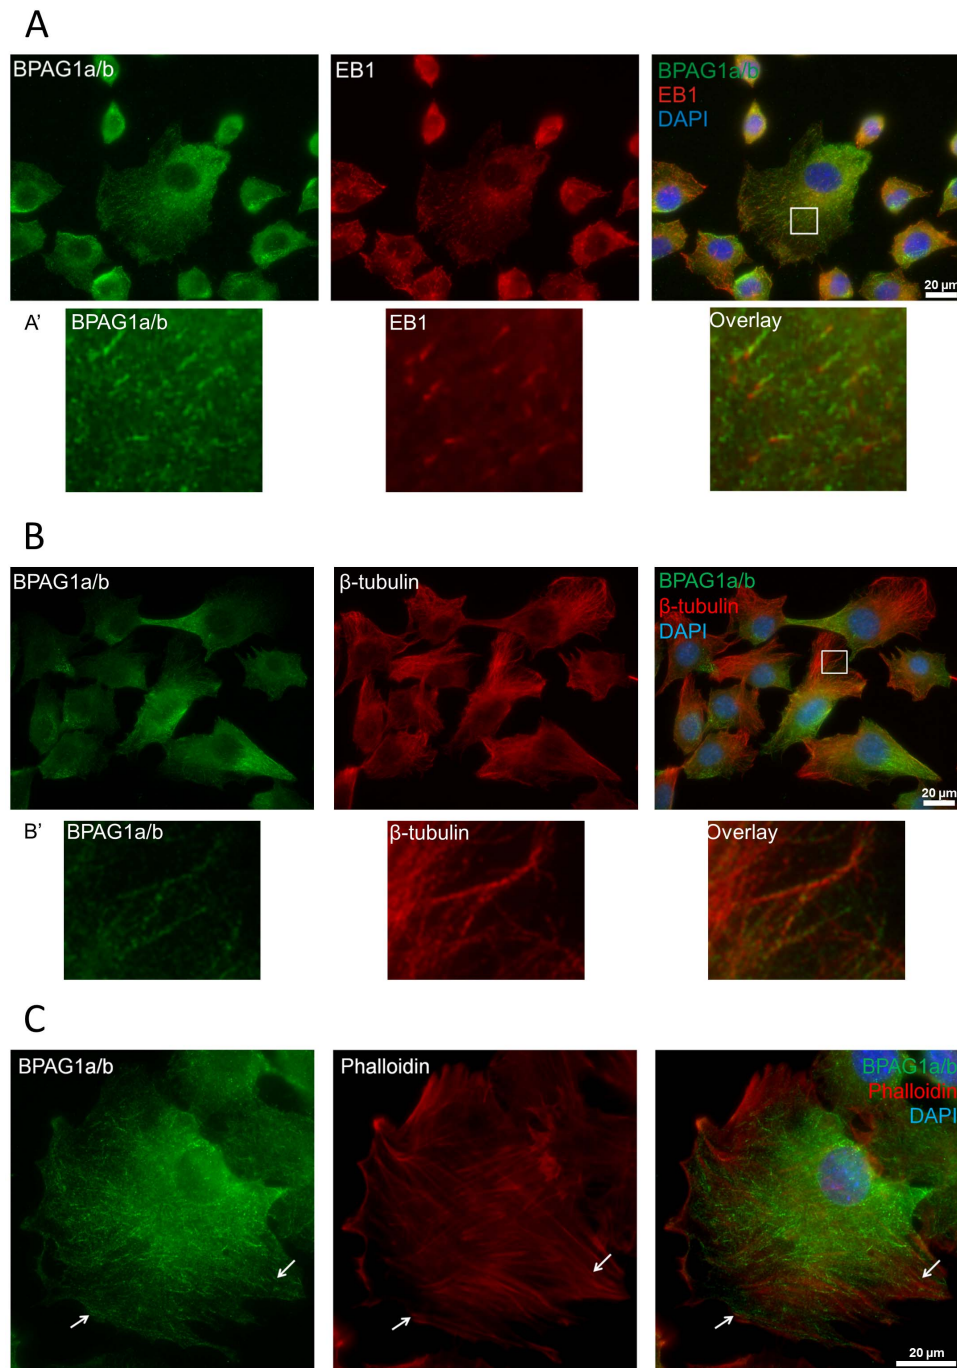 A
BPAG1a/b
EB1
BPAG1a/b
EB1
DAPI
20 µm
A’
BPAG1a/b
EB1
Overlay
B
BPAG1a/b
β-tubulin
BPAG1a/b
β-tubulin
DAPI
20 µm
B’
BPAG1a/b
β-tubulin
Overlay
C
BPAG1a/b
Phalloidin
BPAG1a/b
Phalloidin
DAPI
20 µm